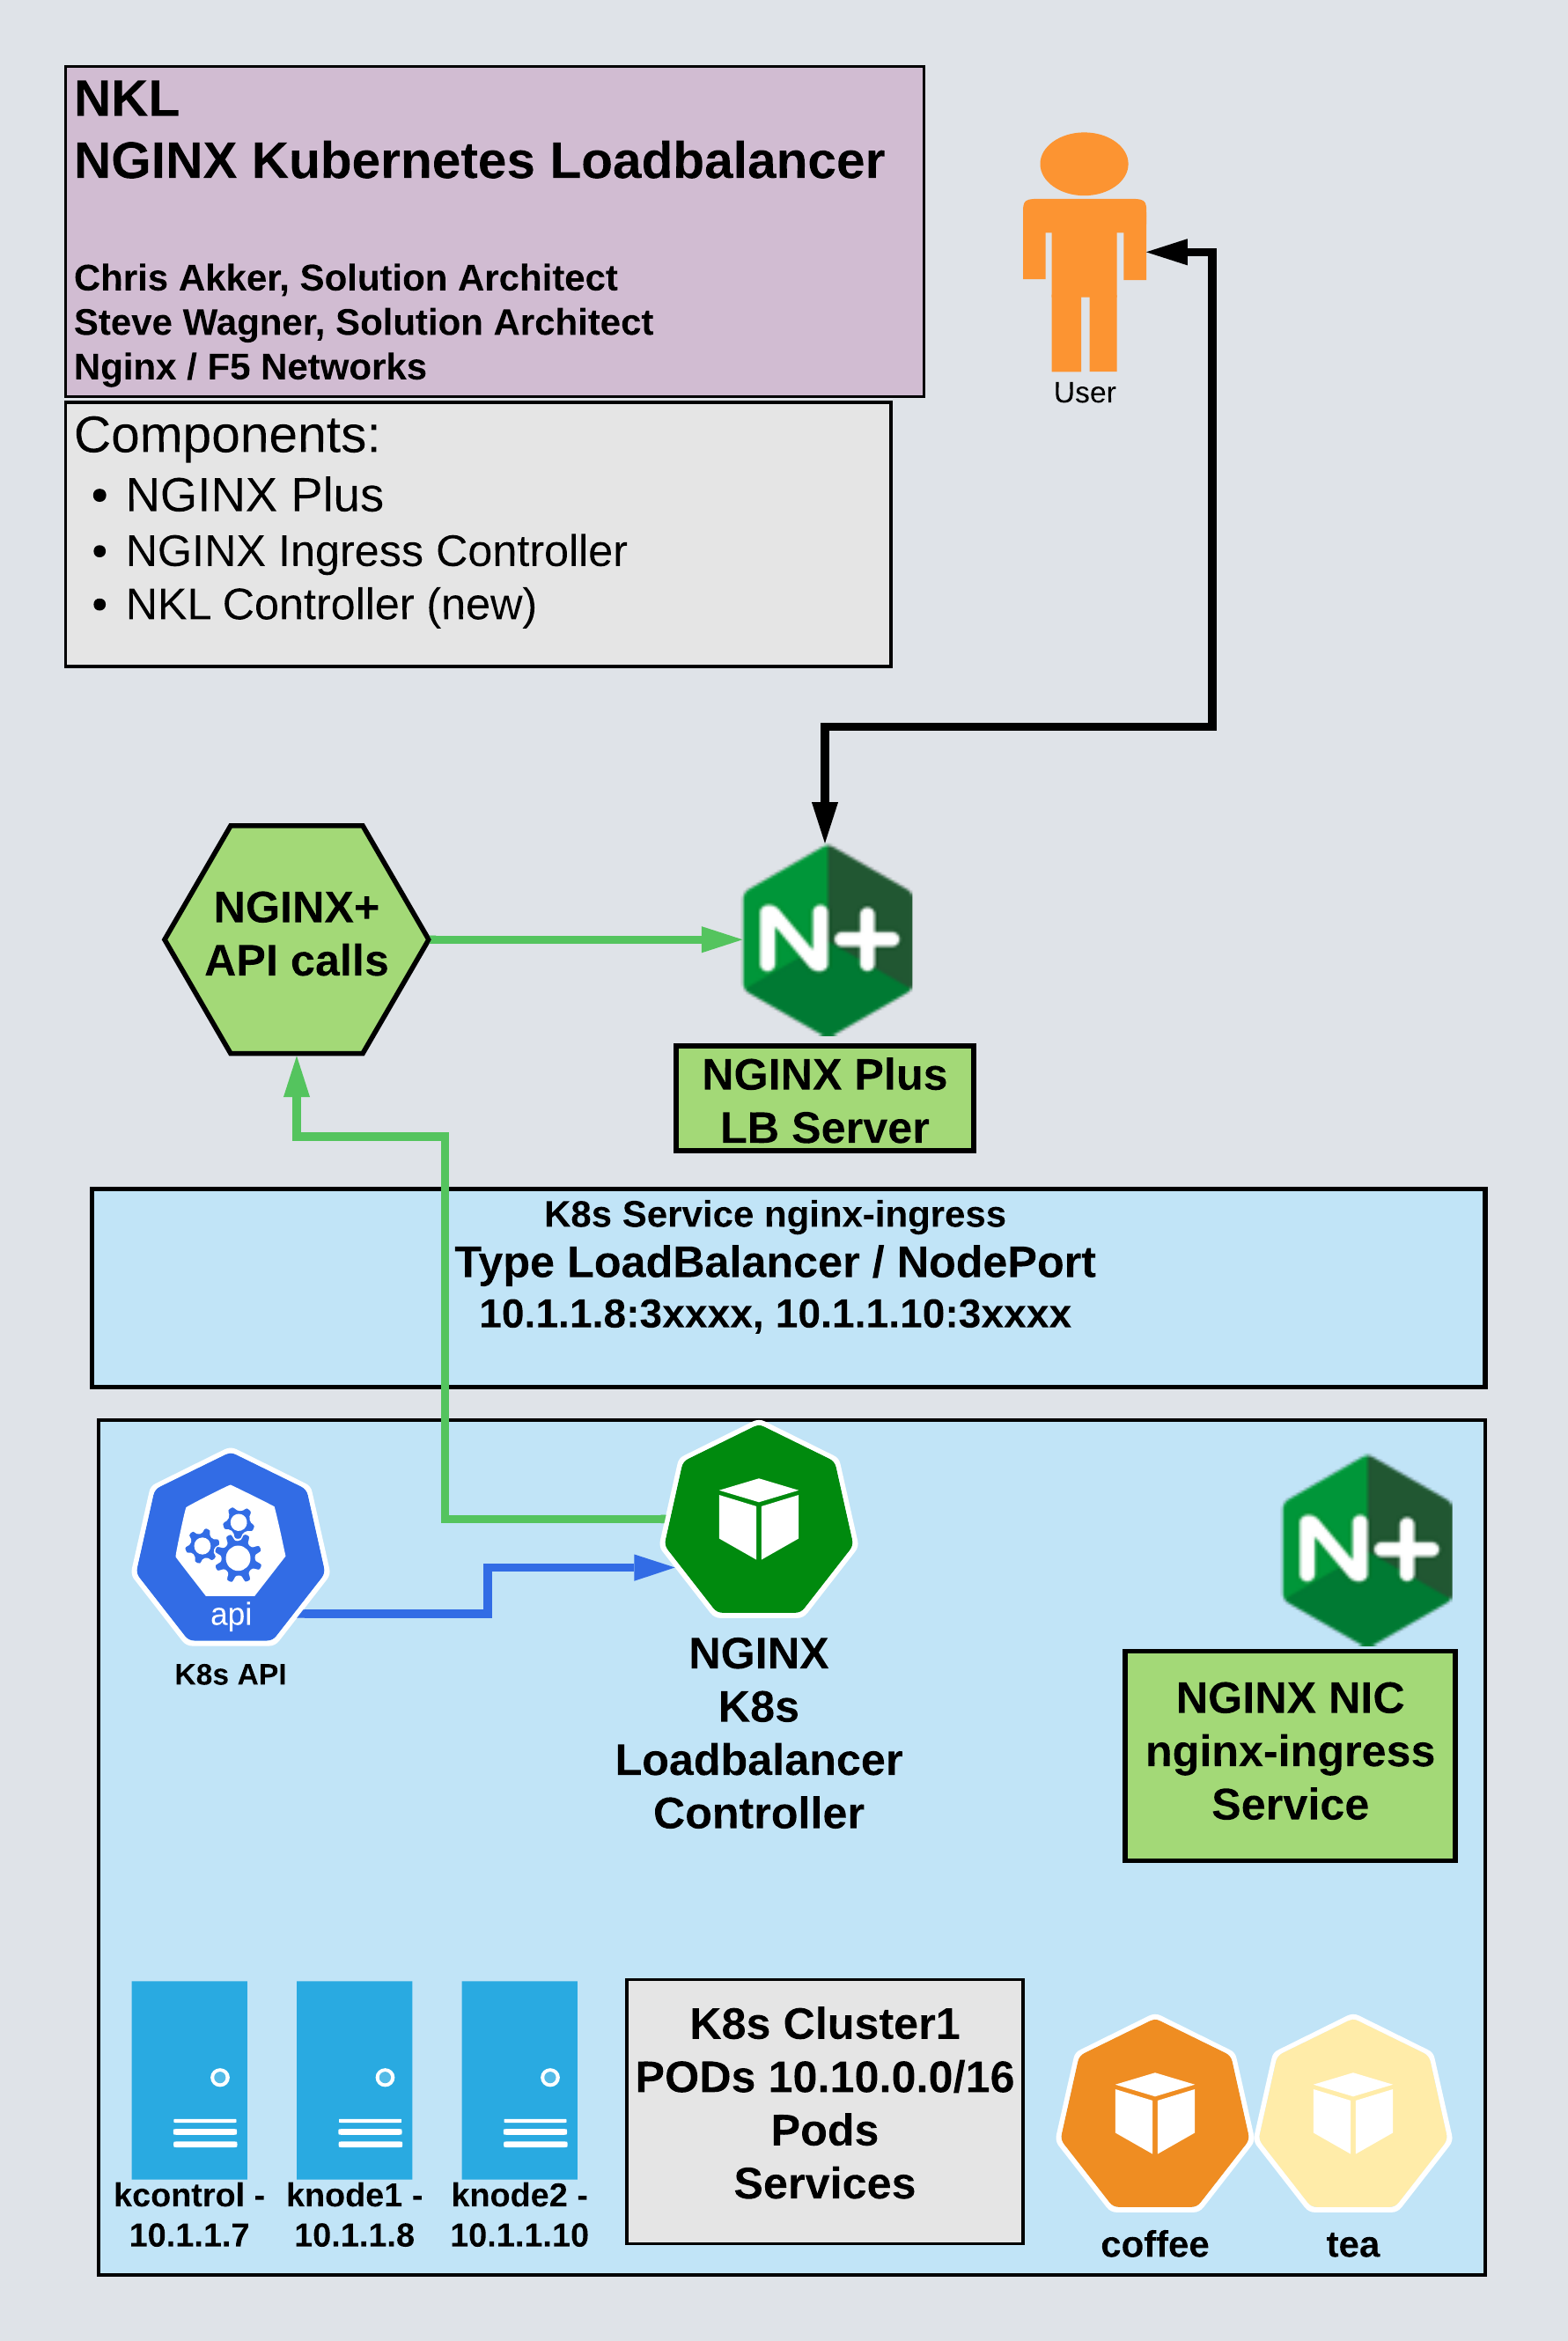 NKL
NGINX Kubernetes Loadbalancer
Chris Akker, Solution Architect
Steve Wagner, Solution Architect
Nginx / F5 Networks
User
Components:
• NGINX Plus
• NGINX Ingress Controller
• NKL Controller (new)
NGINX+
API calls
N+
NGINX Plus
LB Server
K8s Service nginx-ingress
Type LoadBalancer / NodePort
10.1.1.8:3xxxx, 10.1.1.10:3xxxx
api
K8s API
NGINX
K8s
Loadbalancer
Controller
N+
NGINX NIC
nginx-ingress
Service
kcontrol -
10.1.1.7
knode1 -
10.1.1.8
knode2 -
10.1.1.10
K8s Cluster1
PODs 10.10.0.0/16
Pods
Services
coffee
tea